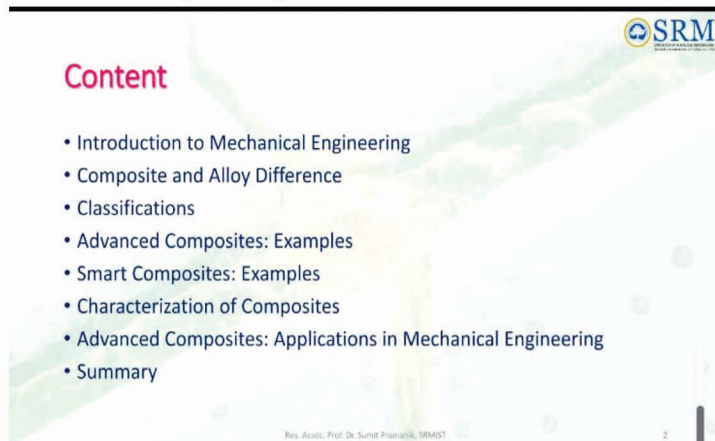 SRM
Content
• Introduction to Mechanical Engineering
• Composite and Alloy Difference
• Classifications
• Advanced Composites: Examples
• Smart Composites: Examples
• Characterization of Composites
• Advanced Composites: Applications in Mechanical Engineering
• Summary
Res. Assoc. Prof. Dr. Sumit Pramanik, SRMIST
2